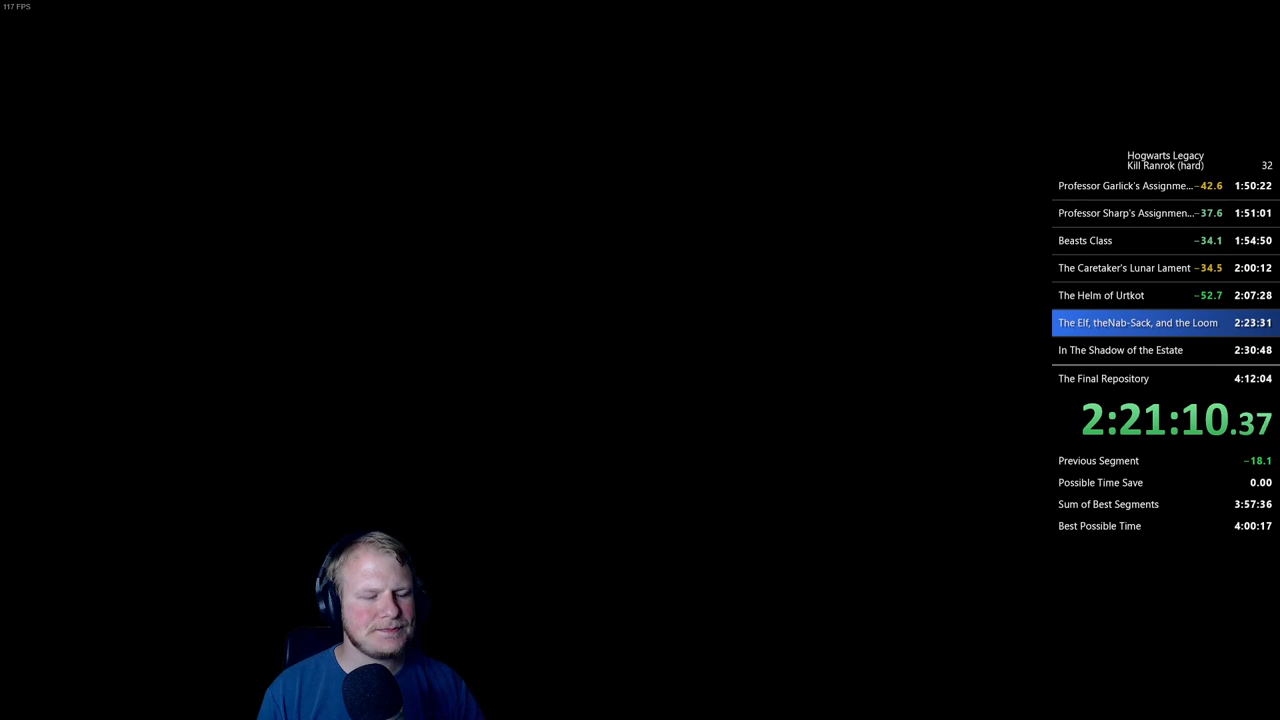 117 FPS
Hogwarts Legacy
Kill Ranrok (hard) 32
Professor Garlick's Assignme... −42.6 1:50:22
Professor Sharp's Assignmen... −37.6 1:51:01
Beasts Class −34.1 1:54:50
The Caretaker's Lunar Lament −34.5 2:00:12
The Helm of Urtkot −52.7 2:07:28
The Elf, theNab-Sack, and the Loom 2:23:31
In The Shadow of the Estate 2:30:48
The Final Repository 4:12:04
2:21:10.37
Previous Segment −18.1
Possible Time Save 0.00
Sum of Best Segments 3:57:36
Best Possible Time 4:00:17